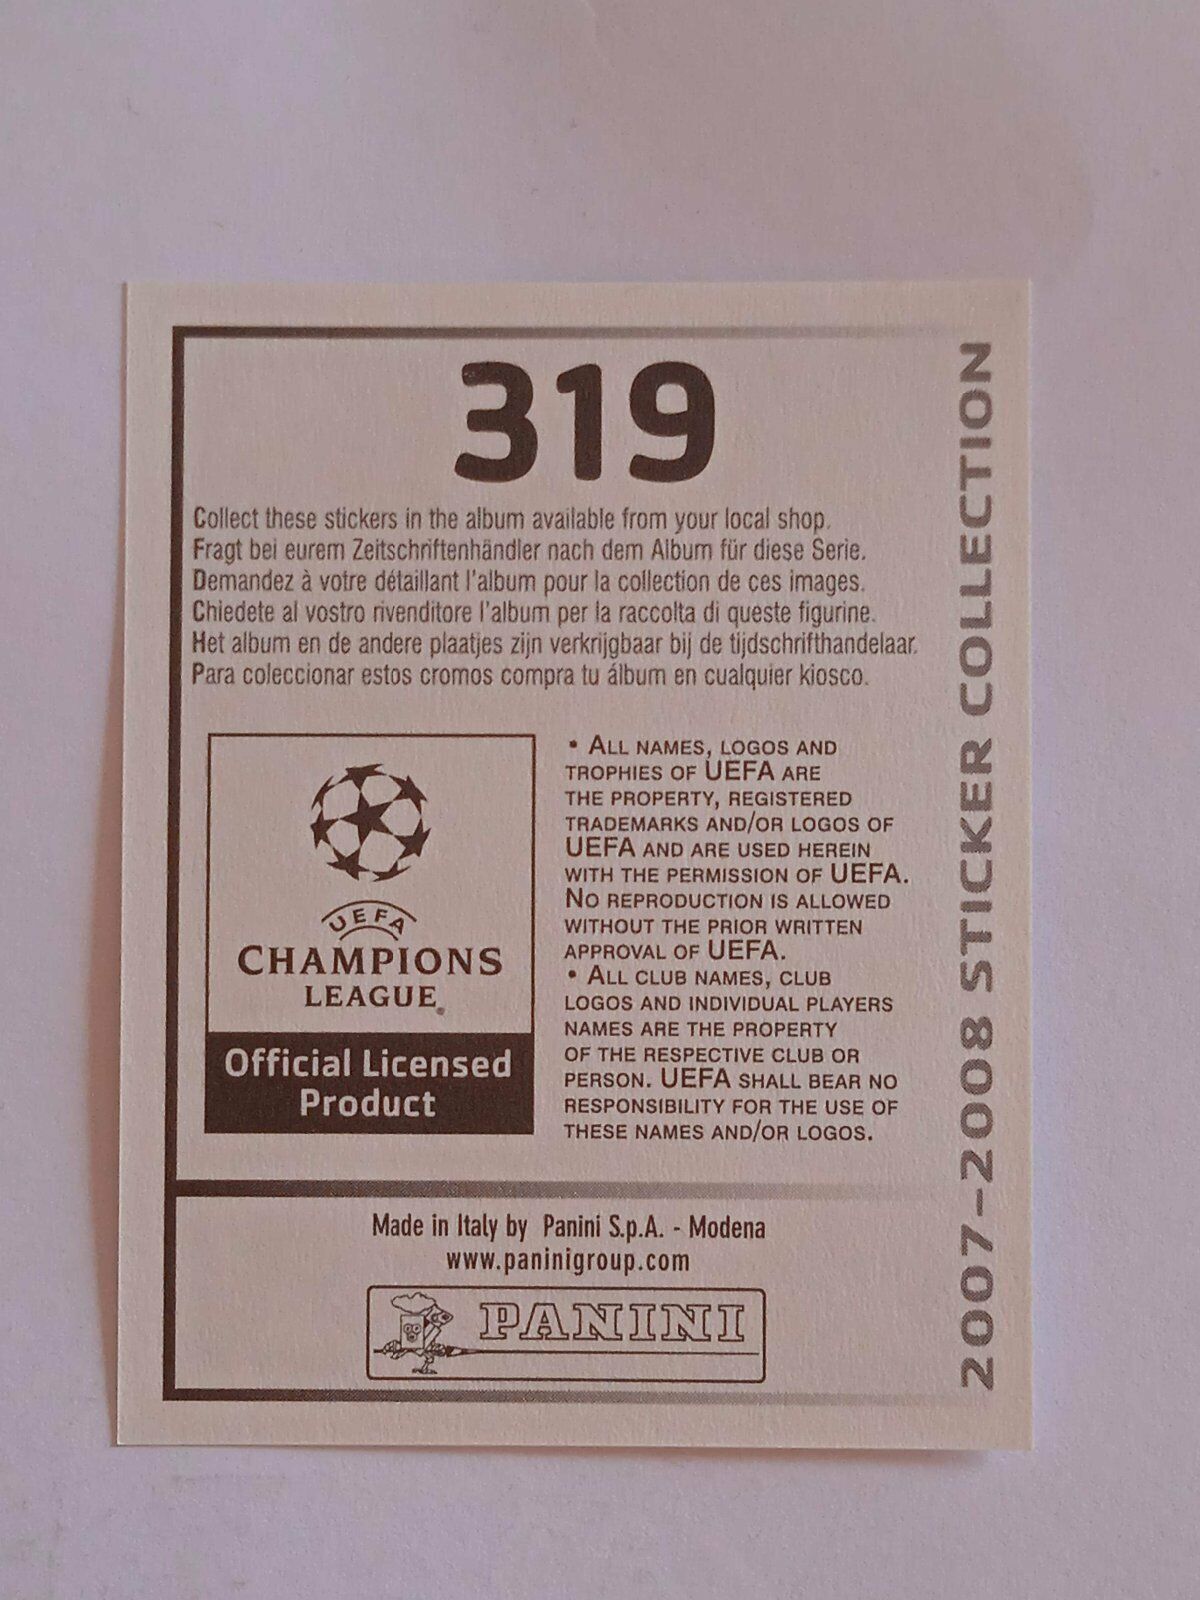 319
Collect these stickers in the album available from your local shop.
Fragt bei eurem Zeitschriftenhändler nach dem Album für diese Serie.
Demandez à votre détaillant l'album pour la collection de ces images.
Chiedete al vostro rivenditore l'album per la raccolta di queste figurine.
Het album en de andere plaatjes zijn verkrijgbaar bij de tijdschrifthandelaar.
Para coleccionar estos cromos compra tu álbum en cualquier kiosco.
UEFA
CHAMPIONS
LEAGUE®
Official Licensed
Product
• ALL NAMES, LOGOS AND
TROPHIES OF UEFA ARE
THE PROPERTY, REGISTERED
TRADEMARKS AND/OR LOGOS OF
UEFA AND ARE USED HEREIN
WITH THE PERMISSION OF UEFA.
NO REPRODUCTION IS ALLOWED
WITHOUT THE PRIOR WRITTEN
APPROVAL OF UEFA.
• ALL CLUB NAMES, CLUB
LOGOS AND INDIVIDUAL PLAYERS
NAMES ARE THE PROPERTY
OF THE RESPECTIVE CLUB OR
PERSON. UEFA SHALL BEAR NO
RESPONSIBILITY FOR THE USE OF
THESE NAMES AND/OR LOGOS.
Made in Italy by Panini S.p.A. - Modena
www.paninigroup.com
PANINI
2007-2008 STICKER COLLECTION